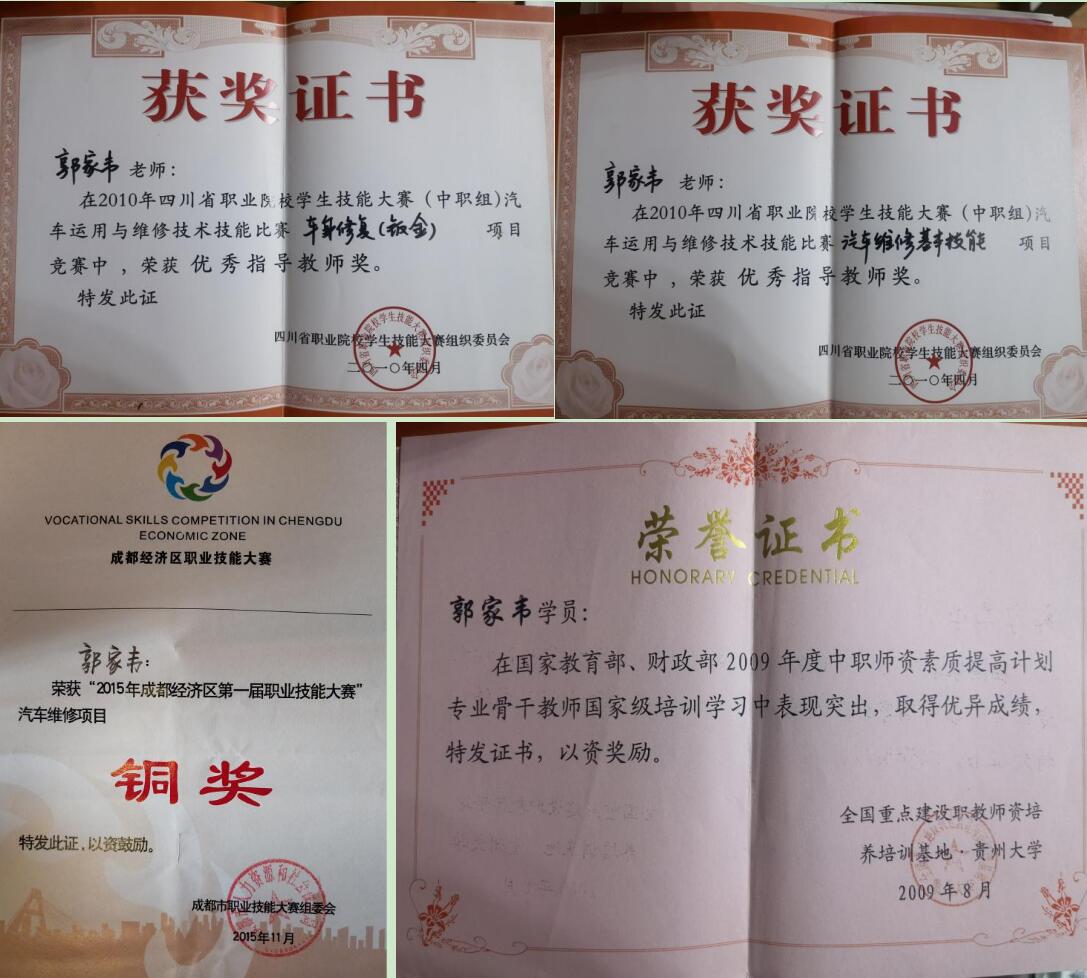 获奖证书
郭家韦 老师：
在2010年四川省职业院校学生技能大赛（中职组)汽
车运用与维修技术技能比赛 车身修复(钣金) 项目
竞赛中，荣获 优秀指导教师奖。
特发此证
四川省职业院校学生技能大赛组织委员会
二〇一〇年四月
获奖证书
郭家韦 老师：
在2010年四川省职业院校学生技能大赛（中职组)汽
车运用与维修技术技能比赛 汽车维修基本技能 项目
竞赛中，荣获 优秀指导教师奖。
特发此证
四川省职业院校学生技能大赛组织委员会
二〇一〇年四月
VOCATIONAL SKILLS COMPETITION IN CHENGDU
ECONOMIC ZONE
成都经济区职业技能大赛
郭家韦：
荣获“2015年成都经济区第一届职业技能大赛”
汽车维修项目
铜奖
特发此证，以资鼓励。
成都市职业技能大赛组委会
2015年11月
荣誉证书
HONORARY CREDENTIAL
郭家韦学员：
在国家教育部、财政部 2009 年度中职师资素质提高计划
专业骨干教师国家级培训学习中表现突出，取得优异成绩，
特发证书，以资奖励。
全国重点建设职教师资培
养培训基地·贵州大学
2009 年 8 月